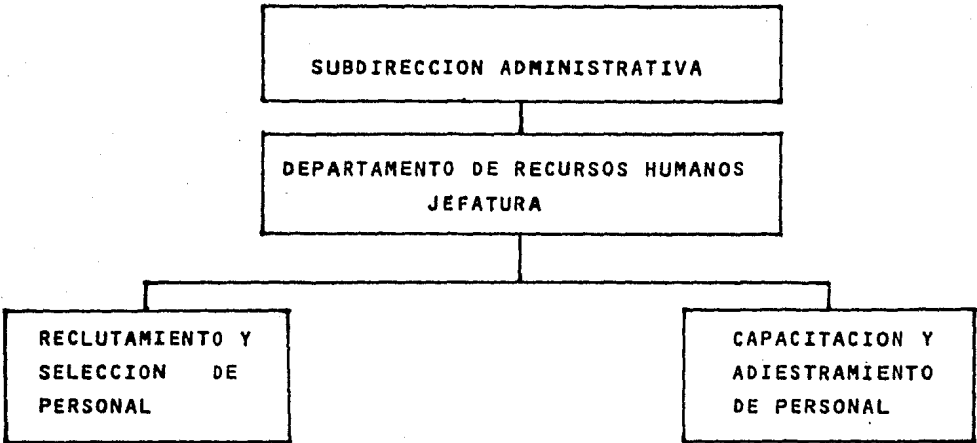 SUBDIRECCION ADMINISTRATIVA
DEPARTAMENTO DE RECURSOS HUMANOS
JEFATURA
RECLUTAMIENTO Y
SELECCION DE
PERSONAL
CAPACITACION Y
ADIESTRAMIENTO
DE PERSONAL